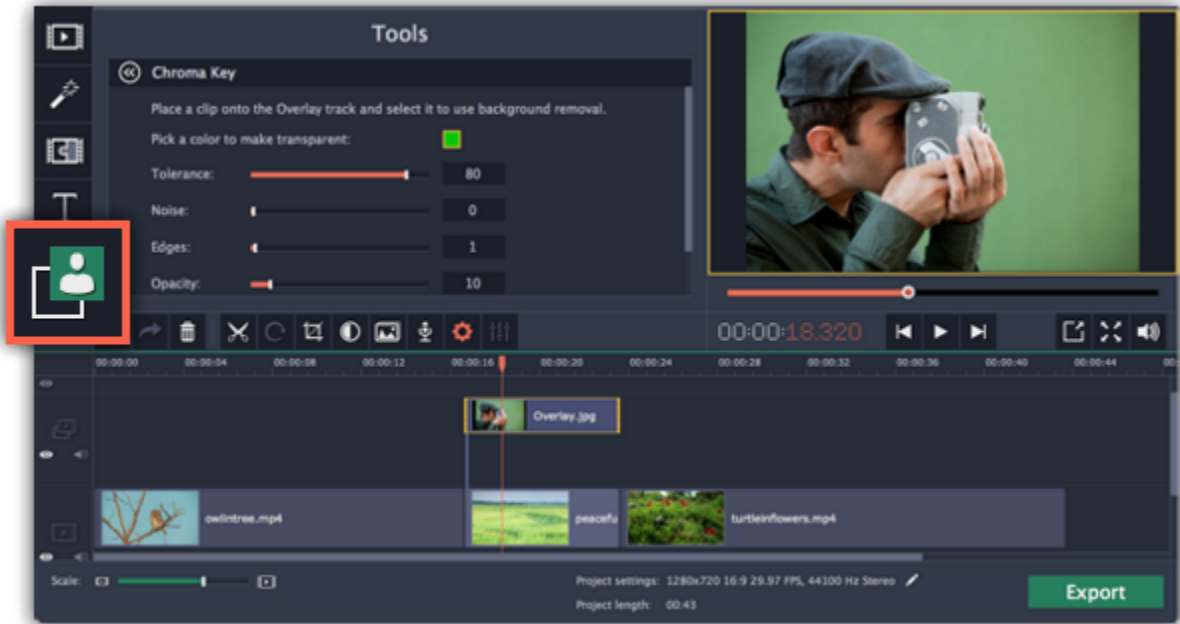 Tools
Chroma Key
Place a clip onto the Overlay track and select it to use background removal.
Pick a color to make transparent:
Tolerance: 80
Noise: 0
Edges: 1
Opacity: 10
T
00:00:18.320
00:00:00 00:00:04 00:00:08 00:00:12 00:00:16 00:00:20 00:00:24 00:00:28 00:00:32 00:00:36 00:00:40 00:00:44 00:
Overlay.jpg
owlintree.mp4 peacefu turtleinflowers.mp4
Scale: Project settings: 1280x720 16:9 29.97 FPS, 44100 Hz Stereo
Project length: 00:43
Export